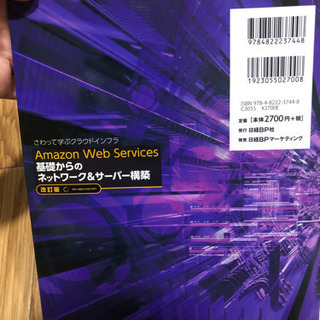 9784822237448
1923055027008
ISBN 978-4-8222-3744-8
C3055 ¥2700E
定価 [本体2700円+税]
発行 日経BP社
発売 日経BPマーケティング
さわって学ぶクラウドインフラ
Amazon Web Services
基礎からの
ネットワーク&サーバー構築
改訂版
REVISED EDITION